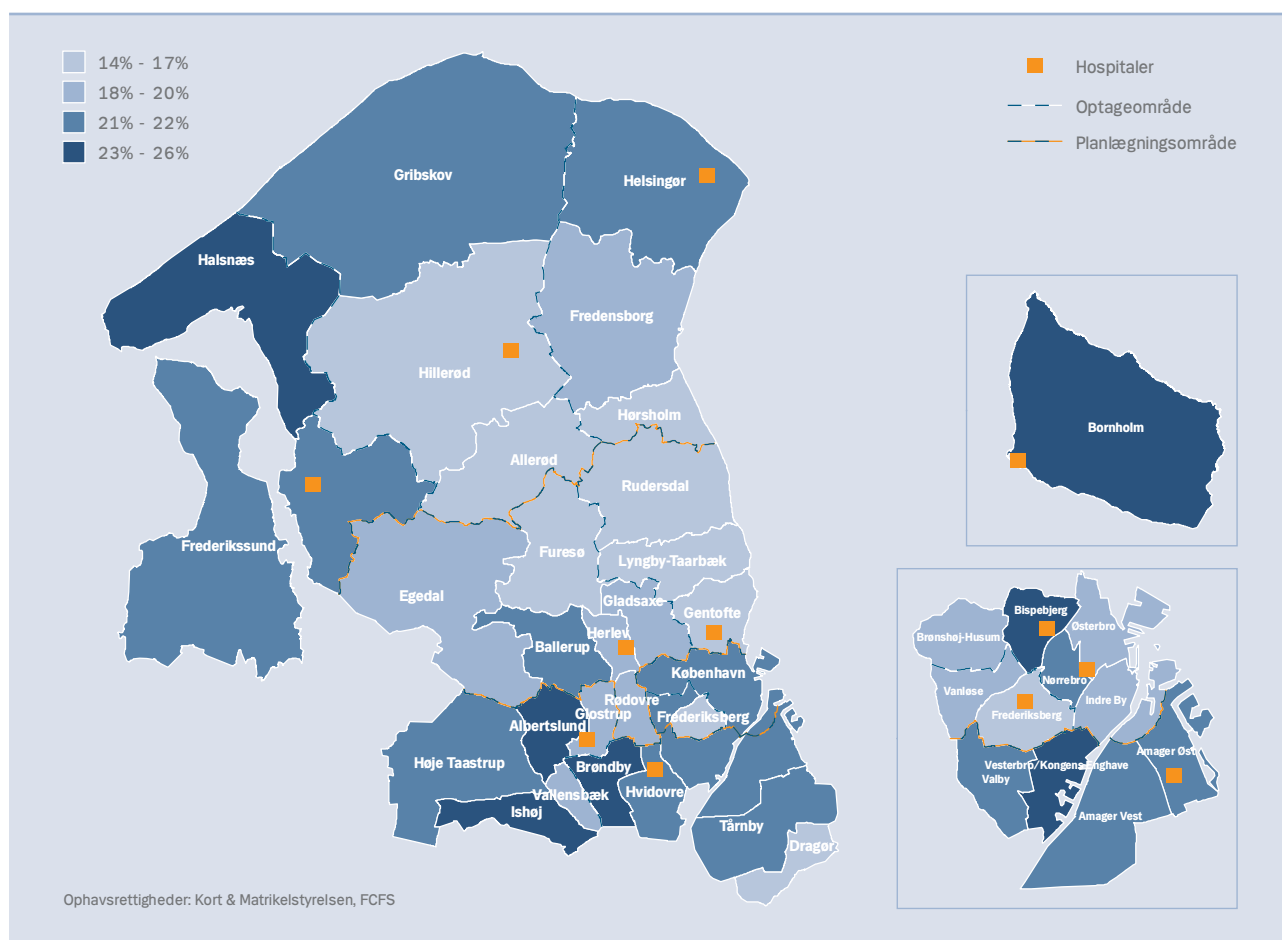 14% - 17%
18% - 20%
21% - 22%
23% - 26%
Hospitaler
Optageområde
Planlægningsområde
Gribskov
Helsingør
Halsnæs
Fredensborg
Hillerød
Hørsholm
Allerød
Rudersdal
Frederikssund
Furesø
Lyngby-Taarbæk
Egedal
Gladsaxe
Gentofte
Herlev
Ballerup
København
Rødovre
Glostrup
Frederiksberg
Albertslund
Høje Taastrup
Brøndby
Hvidovre
Vallensbæk
Ishøj
Tårnby
Dragør
Bornholm
Bispebjerg
Østerbro
Brønshøj-Husum
Nørrebro
Vanløse
Indre By
Frederiksberg
Amager Øst
Vesterbro/Kongens Enghave
Valby
Amager Vest
Ophavsrettigheder: Kort & Matrikelstyrelsen, FCFS